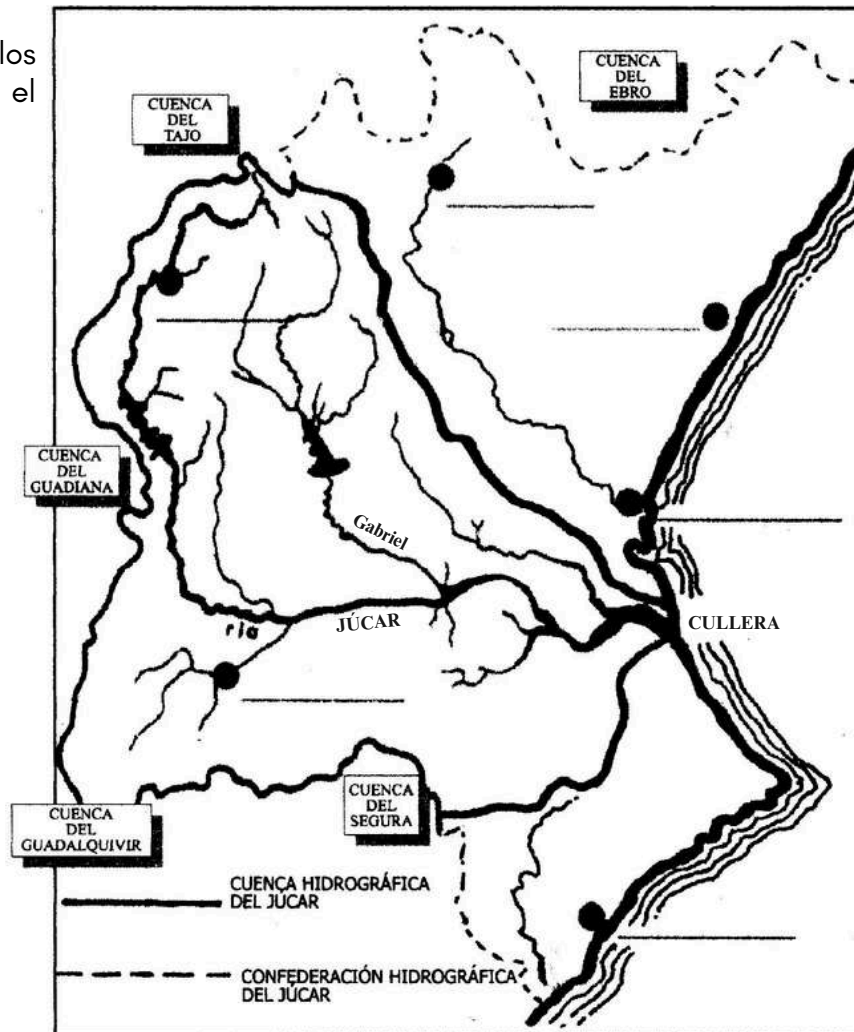 los
el
CUENCA
DEL
EBRO
CUENCA
DEL
TAJO
CUENCA
DEL
GUADIANA
Gabriel
río
JÚCAR
CULLERA
CUENCA
DEL
SEGURA
CUENCA
DEL
GUADALQUIVIR
CUENCA HIDROGRÁFICA
DEL JÚCAR
CONFEDERACIÓN HIDROGRÁFICA
DEL JÚCAR